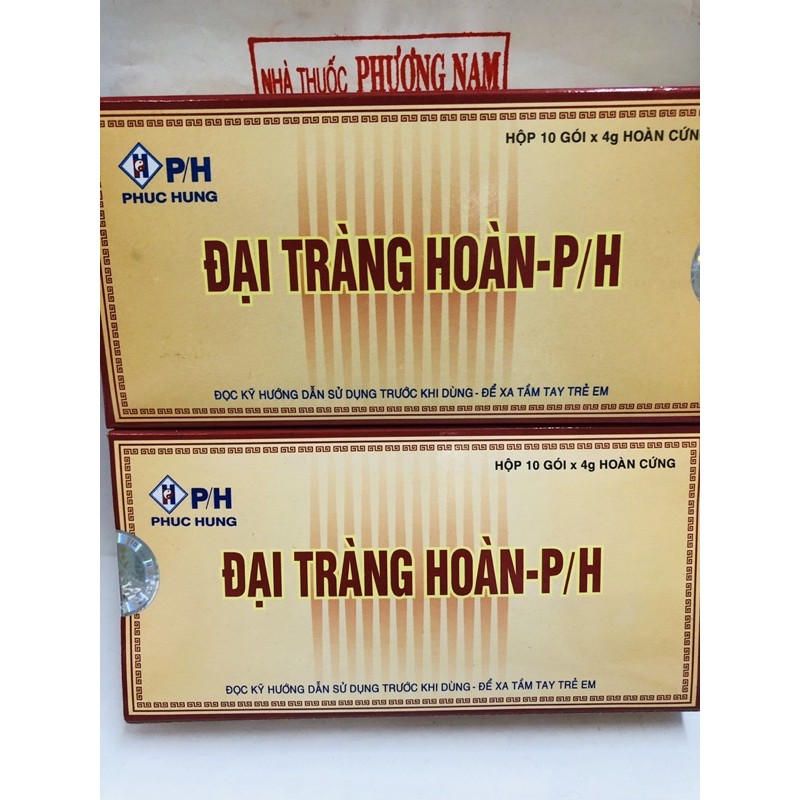 NHÀ THUỐC PHƯƠNG NAM
HỘP 10 GÓI x 4g HOÀN CỨNG
P/H
PHUC HUNG
ĐẠI TRÀNG HOÀN-P/H
ĐỌC KỸ HƯỚNG DẪN SỬ DỤNG TRƯỚC KHI DÙNG - ĐỂ XA TẦM TAY TRẺ EM
HỘP 10 GÓI x 4g HOÀN CỨNG
P/H
PHUC HUNG
ĐẠI TRÀNG HOÀN-P/H
ĐỌC KỸ HƯỚNG DẪN SỬ DỤNG TRƯỚC KHI DÙNG - ĐỂ XA TẦM TAY TRẺ EM